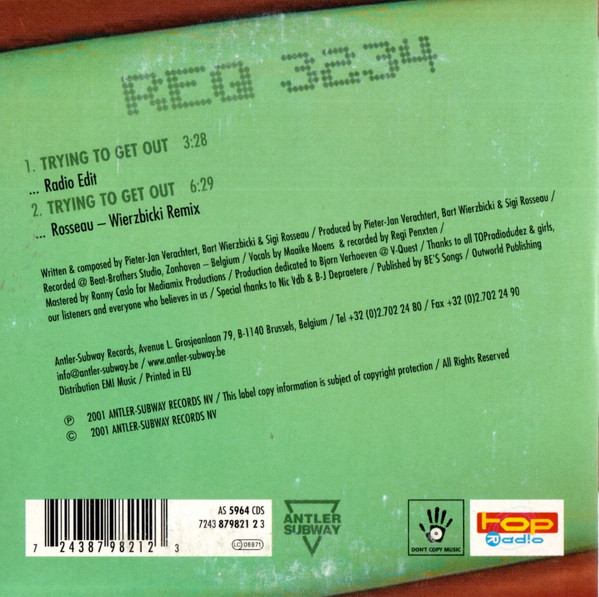 REQ 3234
1. TRYING TO GET OUT 3:28
... Radio Edit
2. TRYING TO GET OUT 6:29
... Rosseau – Wierzbicki Remix
Written & composed by Pieter-Jan Verachtert, Bart Wierzbicki & Sigi Rosseau / Produced by Pieter-Jan Verachtert, Bart Wierzbicki & Sigi Rosseau /
Recorded @ Beat-Brothers Studio, Zonhoven – Belgium / Vocals by Maaike Moens & recorded by Regi Penxten /
Mastered by Ronny Caslo for Mediamix Productions / Production dedicated to Bjorn Verhoeven @ V-Quest / Thanks to all TOPradiodudez & girls,
our listeners and everyone who believes in us / Special thanks to Nic Vdb & B-J Depraetere / Published by BE'S Songs / Outworld Publishing
Antler-Subway Records, Avenue L. Grosjeanlaan 79, B-1140 Brussels, Belgium / Tel +32 (0)2.702 24 80 / Fax +32 (0)2.702 24 90
info@antler-subway.be / www.antler-subway.be
Distribution EMI Music / Printed in EU
℗ 2001 ANTLER-SUBWAY RECORDS NV / This label copy information is subject of copyright protection / All Rights Reserved
© 2001 ANTLER-SUBWAY RECORDS NV
AS 5964 CDS
7243 879821 2 3
LC 06871
7 24387 98212 3
ANTLER
SUBWAY
DON'T COPY MUSIC
top
Radio